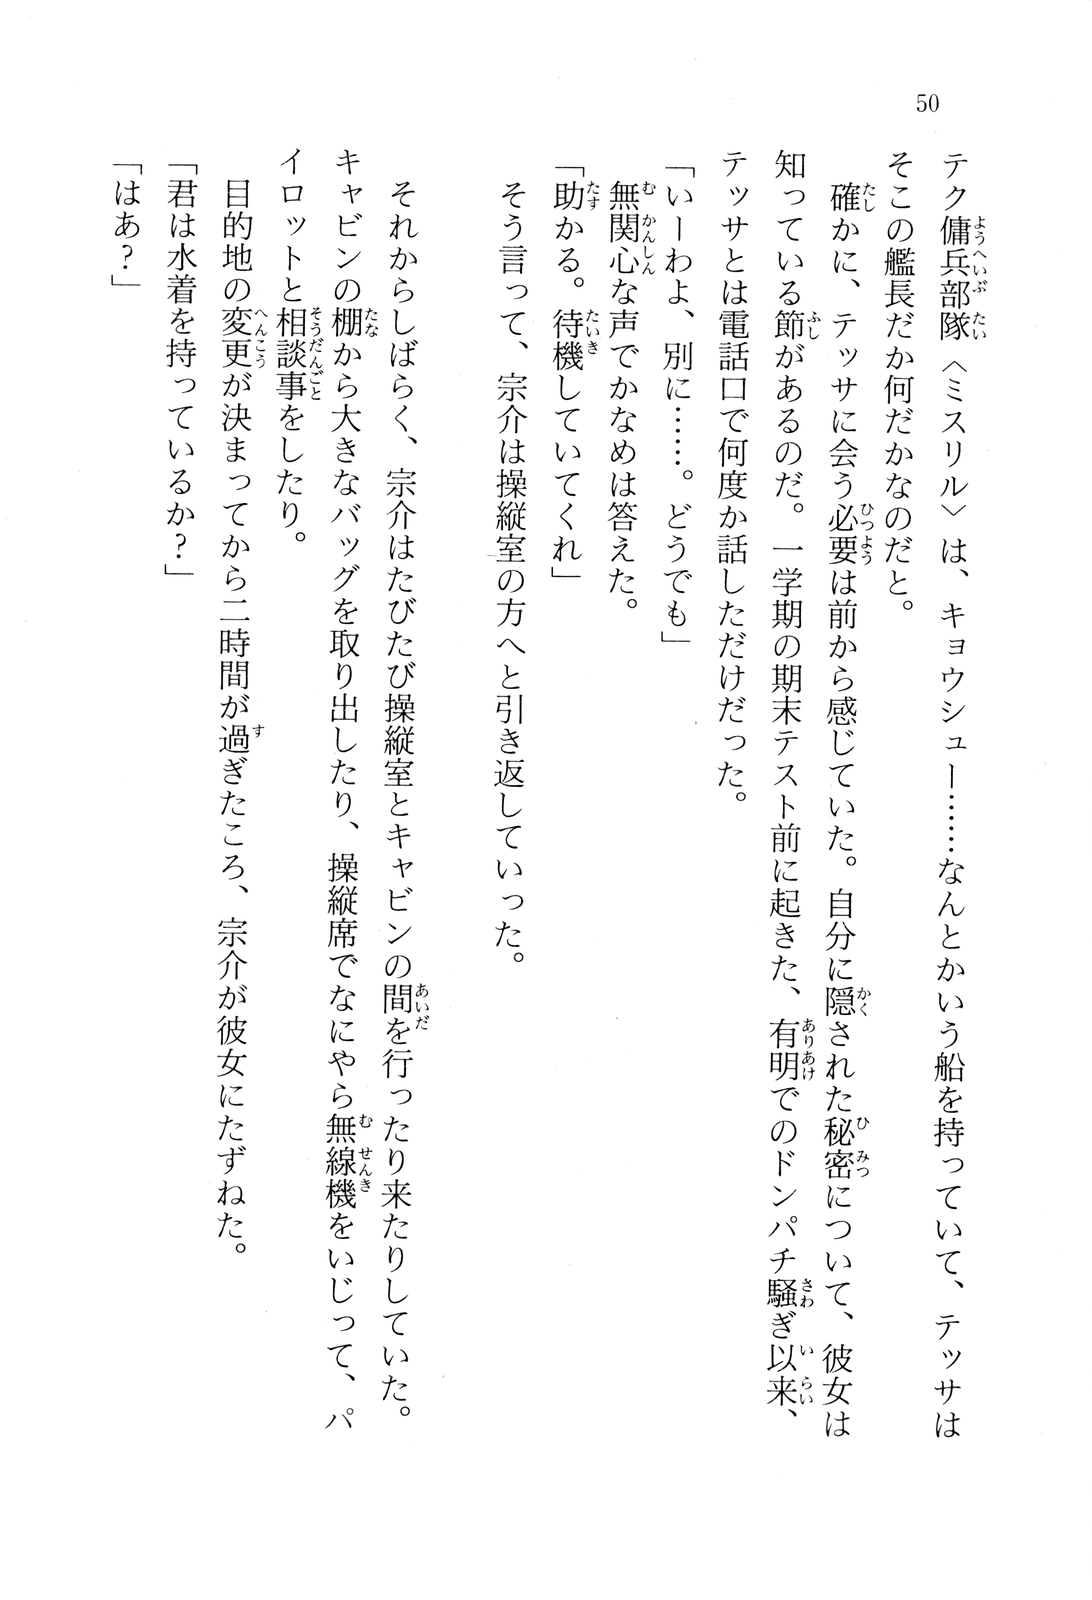 50
テク傭兵部隊〈ミスリル〉は、キョウシュー……なんとかいう船を持っていて、テッサは
そこの艦長だか何だかなのだと。
　確かに、テッサに会う必要は前から感じていた。自分に隠された秘密について、彼女は
知っている節があるのだ。一学期の期末テスト前に起きた、有明でのドンパチ騒ぎ以来、
テッサとは電話口で何度か話しただけだった。
「いーわよ、別に……。どうでも」
　無関心な声でかなめは答えた。
「助かる。待機していてくれ」
　そう言って、宗介は操縦室の方へと引き返していった。
　それからしばらく、宗介はたびたび操縦室とキャビンの間を行ったり来たりしていた。
キャビンの棚から大きなバッグを取り出したり、操縦席でなにやら無線機をいじって、パ
イロットと相談事をしたり。
　目的地の変更が決まってから二時間が過ぎたころ、宗介が彼女にたずねた。
「君は水着を持っているか？」
「はあ？」